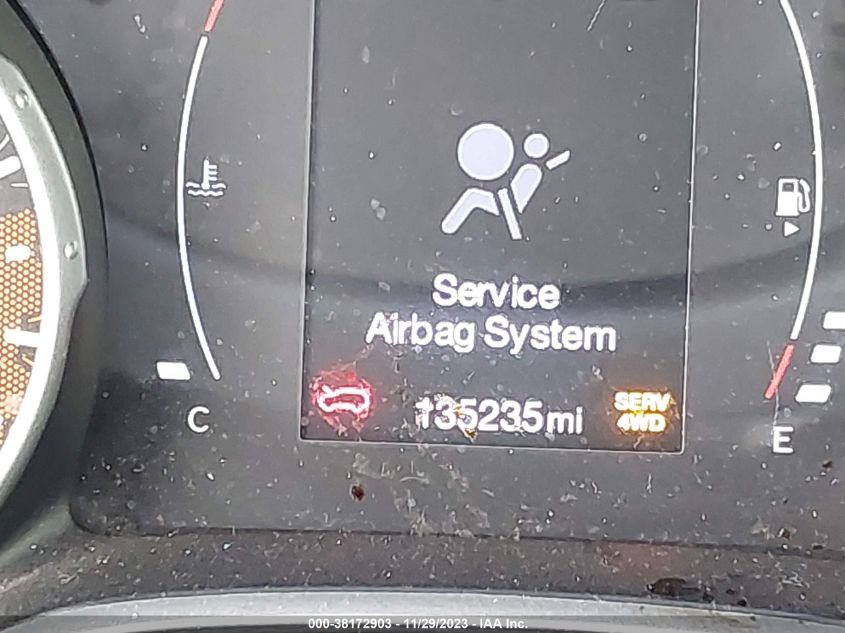 Service
Airbag System
135235mi
SERV
4WD
C
E
000-38172903 - 11/29/2023 - IAA Inc.